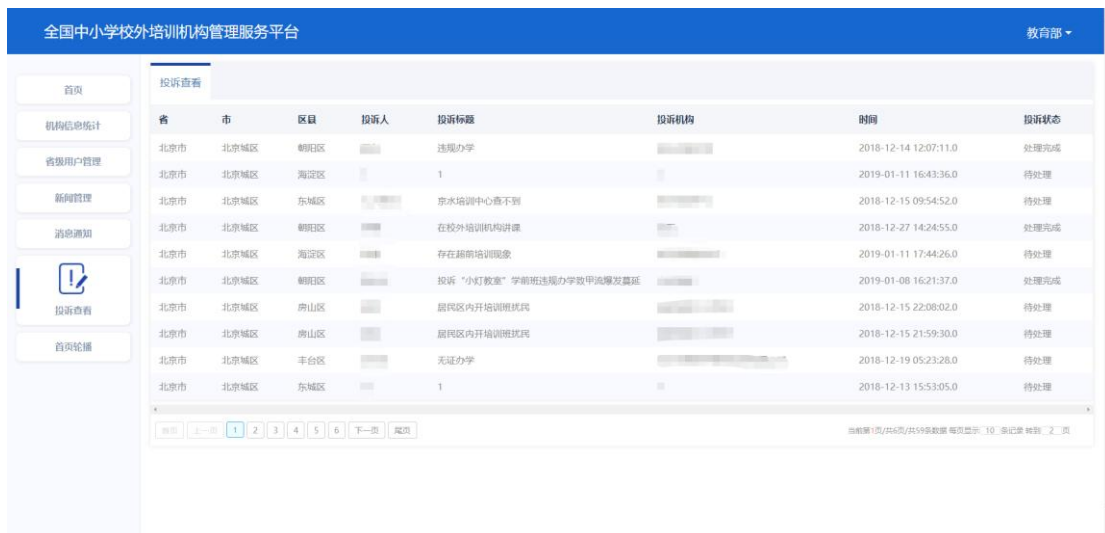 全国中小学校外培训机构管理服务平台 教育部
首页
机构信息统计
省级用户管理
新闻管理
消息通知
投诉查看
首页轮播
投诉查看
省 市 区县 投诉人 投诉标题 投诉机构 时间 投诉状态
北京市 北京城区 朝阳区 违规办学 2018-12-14 12:07:11.0 处理完成
北京市 北京城区 海淀区 1 2019-01-11 16:43:36.0 待处理
北京市 北京城区 东城区 京水培训中心查不到 2018-12-15 09:54:52.0 待处理
北京市 北京城区 朝阳区 在校外培训机构讲课 2018-12-27 14:24:55.0 处理完成
北京市 北京城区 海淀区 存在超前培训现象 2019-01-11 17:44:26.0 待处理
北京市 北京城区 朝阳区 投诉“小灯教室”学前班违规办学致甲流爆发蔓延 2019-01-08 16:21:37.0 处理完成
北京市 北京城区 房山区 居民区内开培训班扰民 2018-12-15 22:08:02.0 待处理
北京市 北京城区 房山区 居民区内开培训班扰民 2018-12-15 21:59:30.0 待处理
北京市 北京城区 丰台区 无证办学 2018-12-19 05:23:28.0 待处理
北京市 北京城区 东城区 1 2018-12-13 15:53:05.0 待处理
首页 上一页 1 2 3 4 5 6 下一页 尾页 当前第1页/共6页/共59条数据 每页显示 10 条记录 转到 2 页